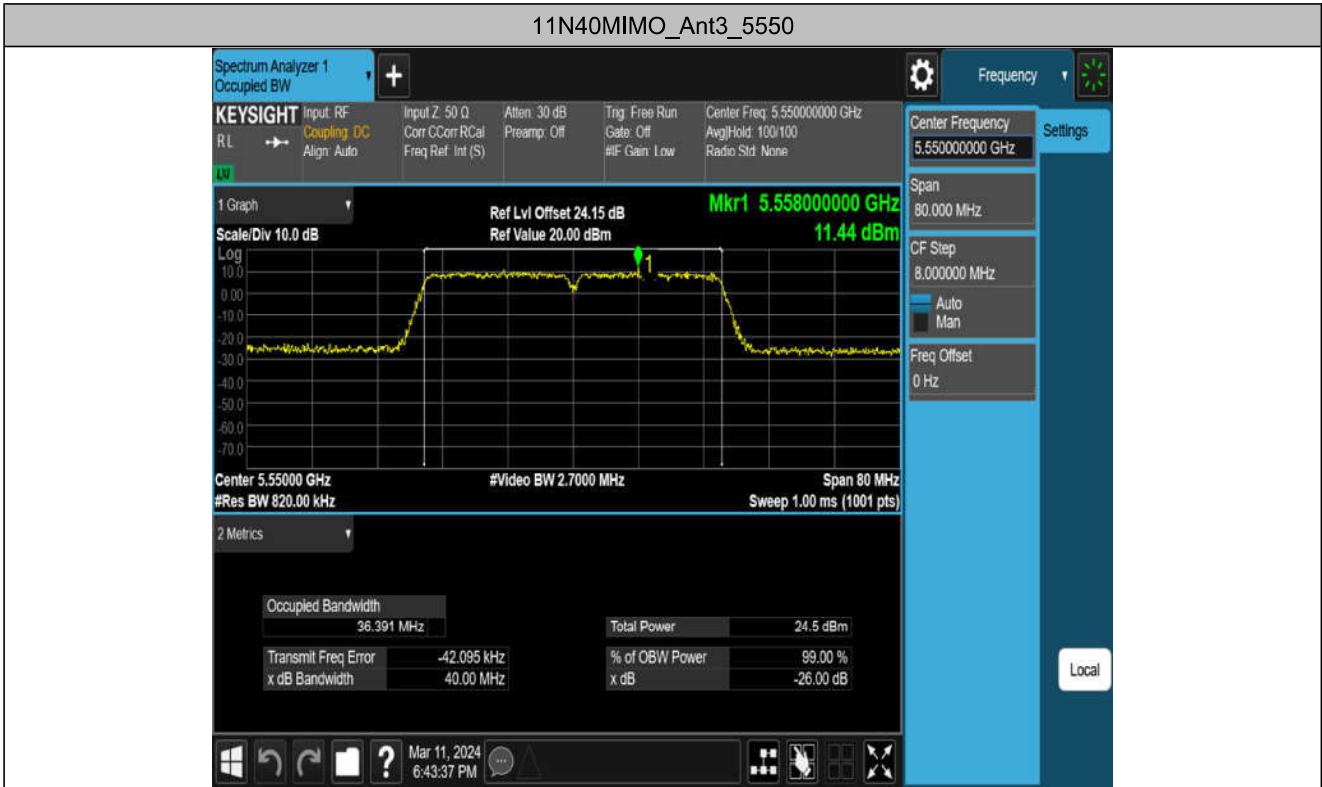 11N40MIMO_Ant3_5550
Spectrum Analyzer 1
Occupied BW
Frequency
KEYSIGHT
R L
LXI
Input: RF
Coupling: DC
Align: Auto
Input Z: 50 Ω
Corr CCorr RCal
Freq Ref: Int (S)
Atten: 30 dB
Preamp: Off
Trig: Free Run
Gate: Off
#IF Gain: Low
Center Freq: 5.550000000 GHz
Avg|Hold: 100/100
Radio Std: None
Center Frequency
5.550000000 GHz
Settings
Span
80.000 MHz
CF Step
8.000000 MHz
Auto
Man
Freq Offset
0 Hz
Local
1 Graph
Scale/Div 10.0 dB
Ref Lvl Offset 24.15 dB
Ref Value 20.00 dBm
Mkr1 5.558000000 GHz
11.44 dBm
Log
10.0
0.00
-10.0
-20.0
-30.0
-40.0
-50.0
-60.0
-70.0
1
Center 5.55000 GHz
#Video BW 2.7000 MHz
Span 80 MHz
#Res BW 820.00 kHz
Sweep 1.00 ms (1001 pts)
2 Metrics
Occupied Bandwidth
36.391 MHz
Total Power 24.5 dBm
Transmit Freq Error -42.095 kHz
% of OBW Power 99.00 %
x dB Bandwidth 40.00 MHz
x dB -26.00 dB
?
Mar 11, 2024
6:43:37 PM